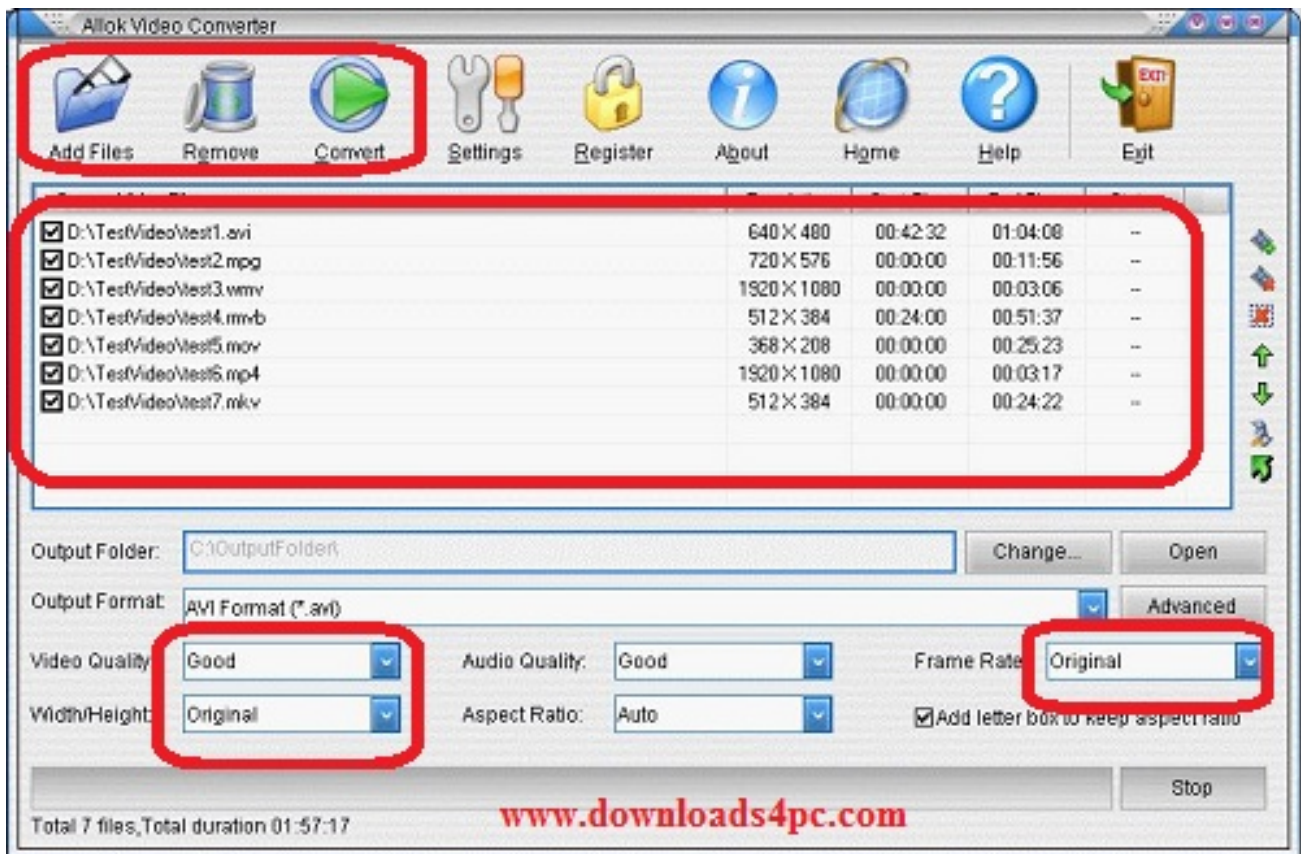 Allok Video Converter
Add Files Remove Convert Settings Register About Home Help Exit
EXIT
D:\TestVideo\test1.avi 640×480 00:42:32 01:04:08 --
D:\TestVideo\test2.mpg 720×576 00:00:00 00:11:56 --
D:\TestVideo\test3.wmv 1920×1080 00:00:00 00:03:06 --
D:\TestVideo\test4.rmvb 512×384 00:24:00 00:51:37 --
D:\TestVideo\test5.mov 368×208 00:00:00 00:25:23 --
D:\TestVideo\test6.mp4 1920×1080 00:00:00 00:03:17 --
D:\TestVideo\test7.mkv 512×384 00:00:00 00:24:22 --
Output Folder: C:\OutputFolder\ Change... Open
Output Format: AVI Format (*.avi) Advanced
Video Quality Good Audio Quality: Good Frame Rate Original
Width/Height: Original Aspect Ratio: Auto Add letter box to keep aspect ratio
Stop
www.downloads4pc.com
Total 7 files,Total duration 01:57:17